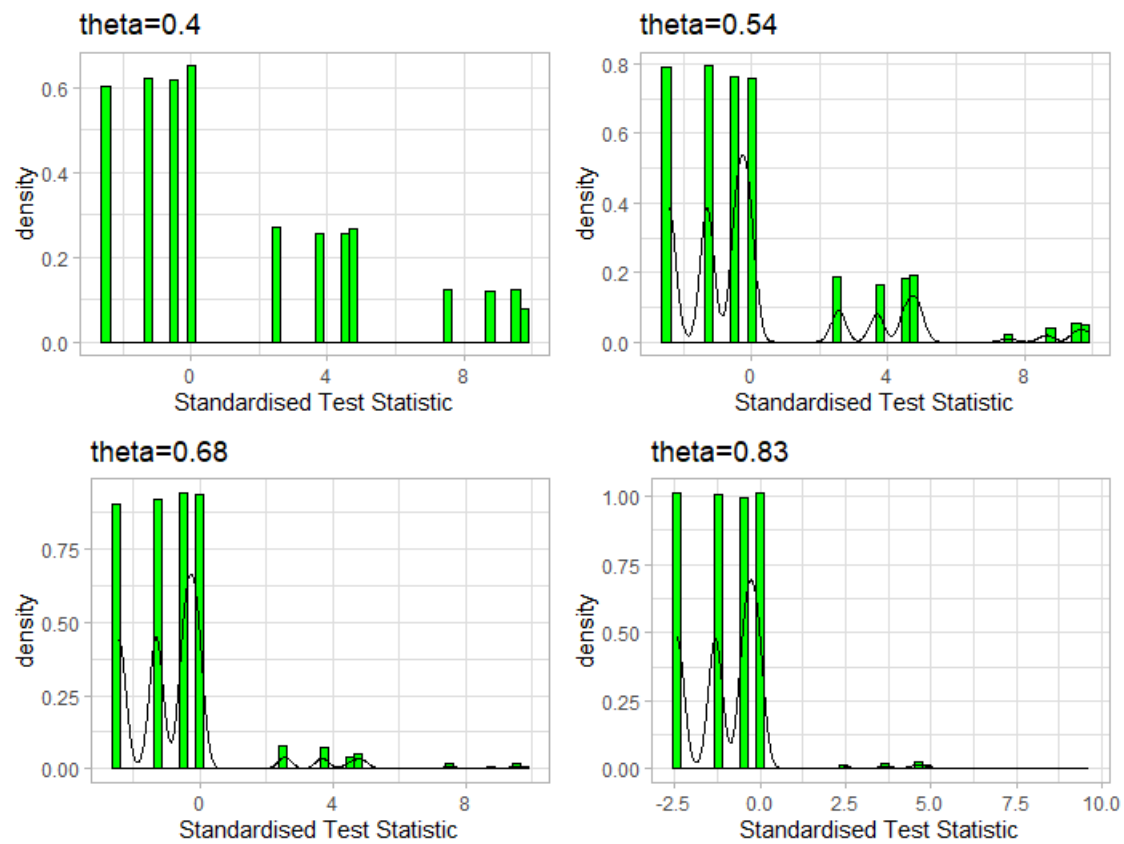 theta=0.4
density
0.6
0.4
0.2
0.0
0
4
8
Standardised Test Statistic
theta=0.54
density
0.8
0.6
0.4
0.2
0.0
0
4
8
Standardised Test Statistic
theta=0.68
density
0.75
0.50
0.25
0.00
0
4
8
Standardised Test Statistic
theta=0.83
density
1.00
0.75
0.50
0.25
0.00
-2.5
0.0
2.5
5.0
7.5
10.0
Standardised Test Statistic